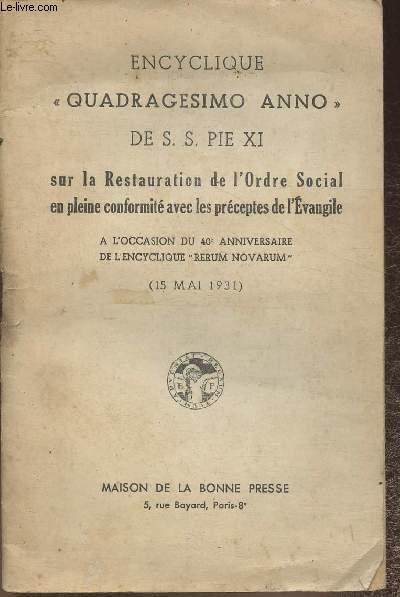 Le-livre.com
ENCYCLIQUE
« QUADRAGESIMO ANNO »
DE S. S. PIE XI
sur la Restauration de l'Ordre Social
en pleine conformité avec les préceptes de l'Évangile
A L'OCCASION DU 40e ANNIVERSAIRE
DE L'ENCYCLIQUE "RERUM NOVARUM"
(15 MAI 1931)
B P
MAISON DE LA BONNE PRESSE
5, rue Bayard, Paris-8e